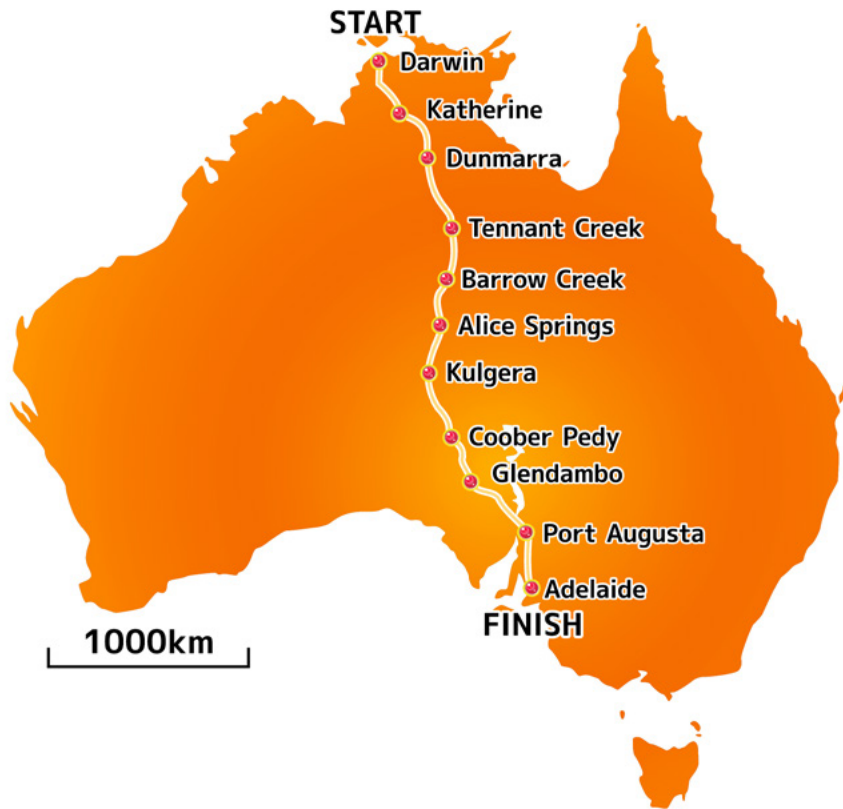 START
Darwin
Katherine
Dunmarra
Tennant Creek
Barrow Creek
Alice Springs
Kulgera
Coober Pedy
Glendambo
Port Augusta
Adelaide
FINISH
1000km